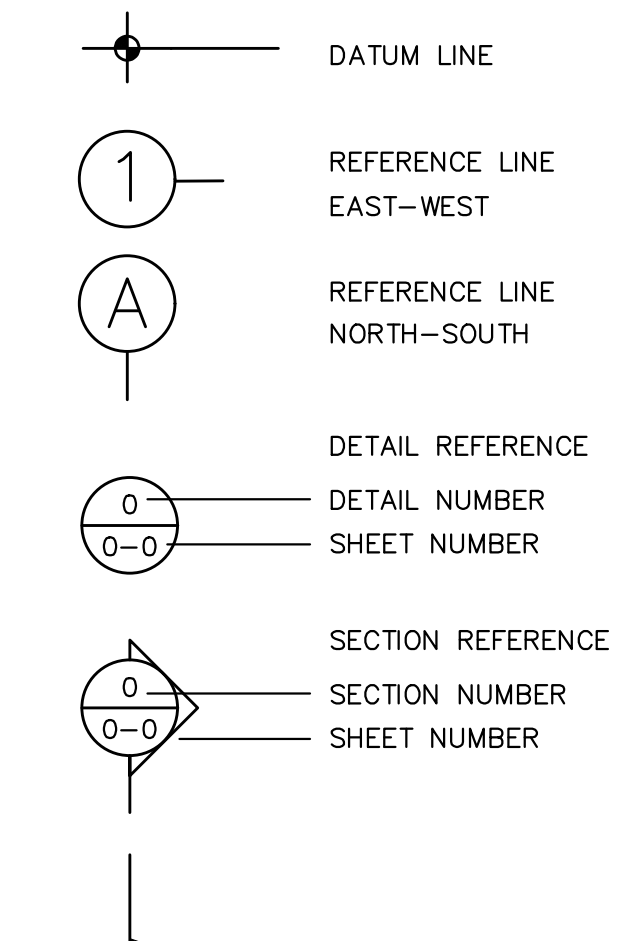 DATUM LINE
1
REFERENCE LINE
EAST–WEST
A
REFERENCE LINE
NORTH–SOUTH
DETAIL REFERENCE
0
DETAIL NUMBER
0–0
SHEET NUMBER
SECTION REFERENCE
0
SECTION NUMBER
0–0
SHEET NUMBER